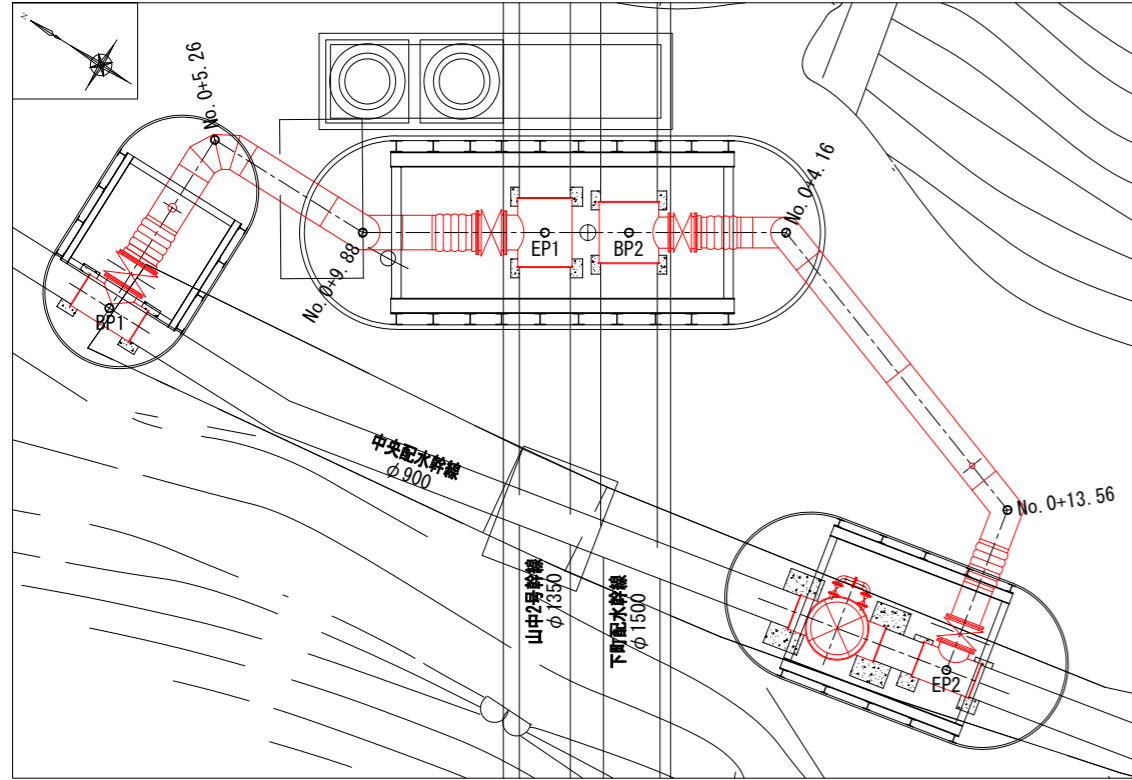 N
No. 0+5. 26
No. 0+4. 16
EP1
BP2
No. 0+9. 88
BP1
中央配水幹線
φ900
No. 0+13. 56
山中2号幹線
φ1350
下町配水幹線
φ1500
EP2